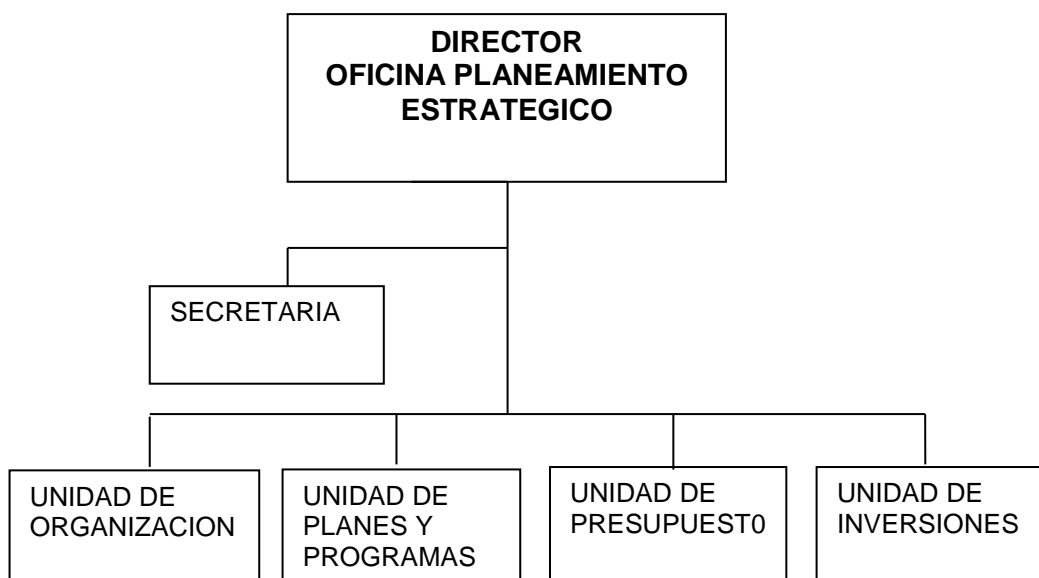 DIRECTOR
OFICINA PLANEAMIENTO
ESTRATEGICO
SECRETARIA
UNIDAD DE
ORGANIZACION
UNIDAD DE
PLANES Y
PROGRAMAS
UNIDAD DE
PRESUPUEST0
UNIDAD DE
INVERSIONES